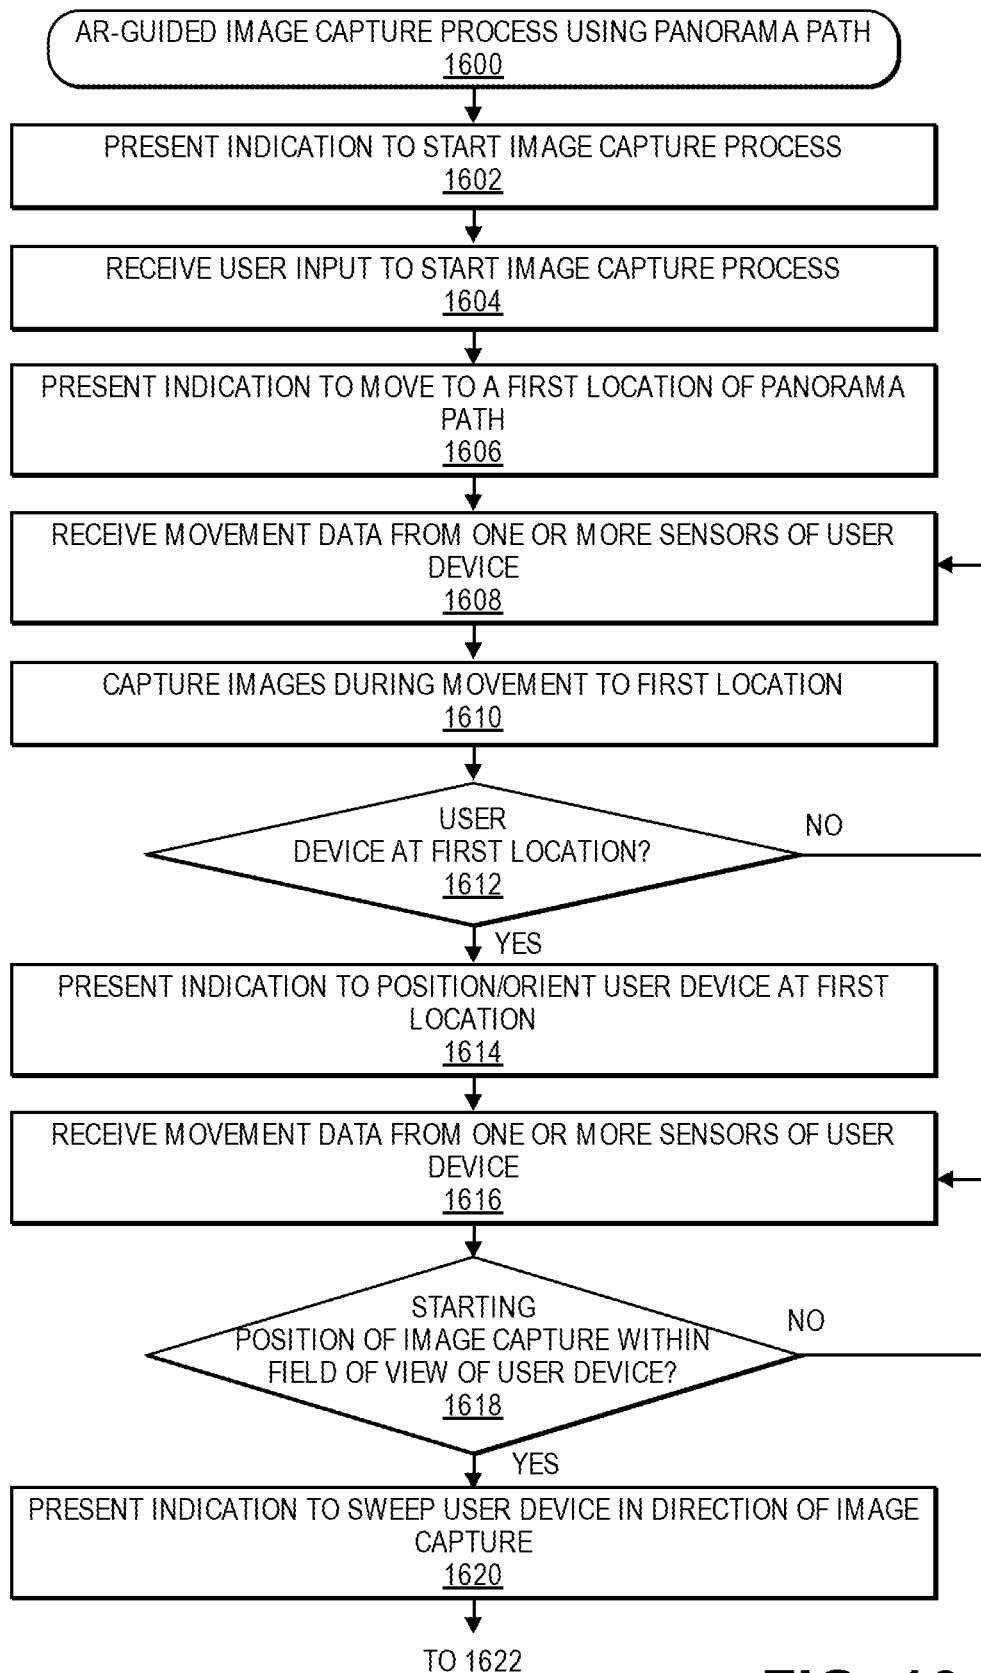 AR-GUIDED IMAGE CAPTURE PROCESS USING PANORAMA PATH
1600
PRESENT INDICATION TO START IMAGE CAPTURE PROCESS
1602
RECEIVE USER INPUT TO START IMAGE CAPTURE PROCESS
1604
PRESENT INDICATION TO MOVE TO A FIRST LOCATION OF PANORAMA
PATH
1606
RECEIVE MOVEMENT DATA FROM ONE OR MORE SENSORS OF USER
DEVICE
1608
CAPTURE IMAGES DURING MOVEMENT TO FIRST LOCATION
1610
USER
DEVICE AT FIRST LOCATION?
1612
NO
YES
PRESENT INDICATION TO POSITION/ORIENT USER DEVICE AT FIRST
LOCATION
1614
RECEIVE MOVEMENT DATA FROM ONE OR MORE SENSORS OF USER
DEVICE
1616
STARTING
POSITION OF IMAGE CAPTURE WITHIN
FIELD OF VIEW OF USER DEVICE?
1618
NO
YES
PRESENT INDICATION TO SWEEP USER DEVICE IN DIRECTION OF IMAGE
CAPTURE
1620
TO 1622